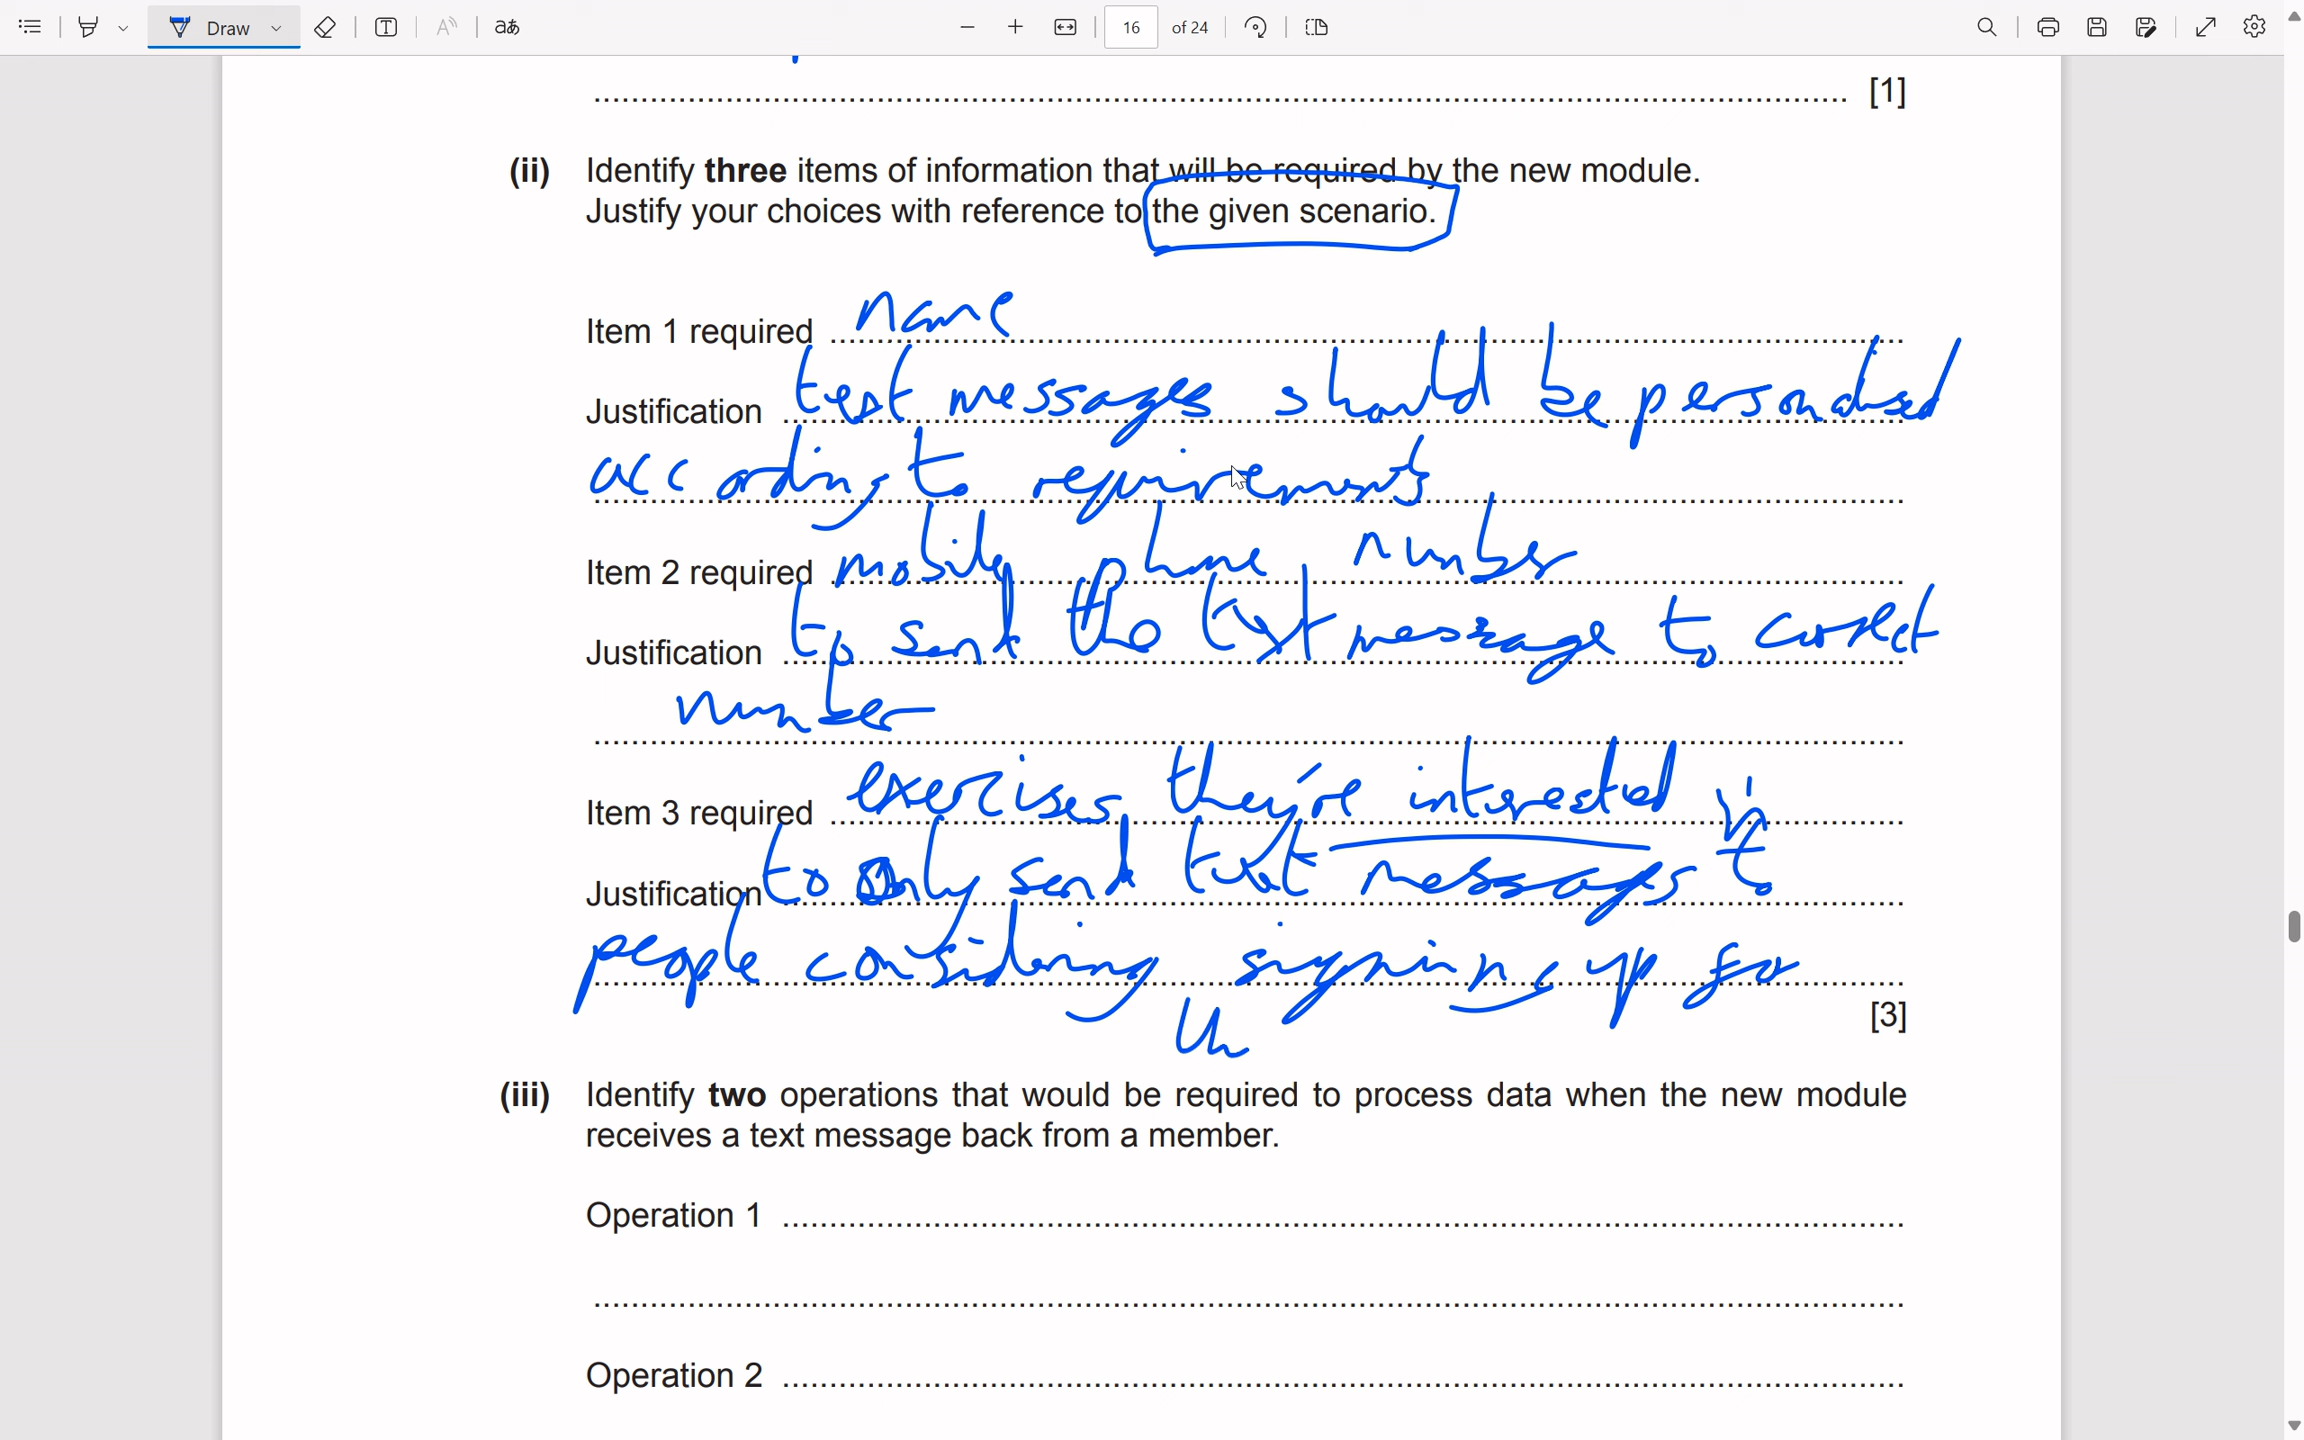 Draw
16 of 24
[1]
(ii) Identify three items of information that will be required by the new module.
Justify your choices with reference to the given scenario.
Item 1 required name
Justification text messages should be personalised
according to requirements
Item 2 required mobile phone number
Justification to send the text message to correct
number
Item 3 required exercises they're interested in
Justification to only send text messages to
people considering signing up for
[3]
(iii) Identify two operations that would be required to process data when the new module
receives a text message back from a member.
Operation 1
Operation 2